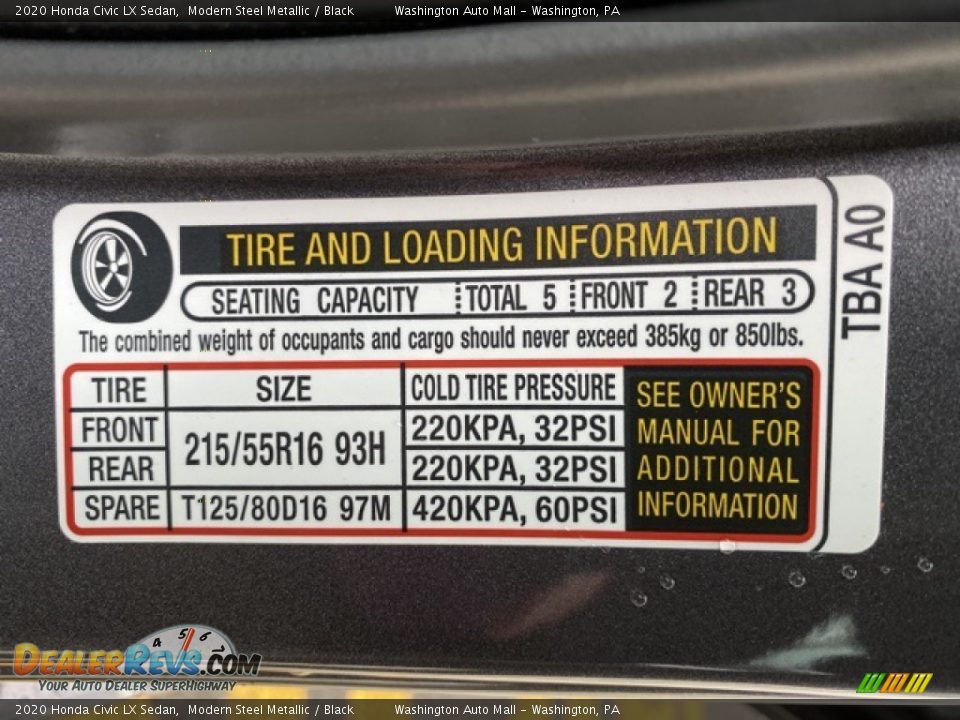 2020 Honda Civic LX Sedan, Modern Steel Metallic / Black Washington Auto Mall - Washington, PA
TIRE AND LOADING INFORMATION
SEATING CAPACITY TOTAL 5 FRONT 2 REAR 3
The combined weight of occupants and cargo should never exceed 385kg or 850lbs.
TIRE SIZE COLD TIRE PRESSURE
FRONT 215/55R16 93H 220KPA, 32PSI
REAR 220KPA, 32PSI
SPARE T125/80D16 97M 420KPA, 60PSI
SEE OWNER'S
MANUAL FOR
ADDITIONAL
INFORMATION
TBA A0
4 5 6
DEALERREVS.COM
YOUR AUTO DEALER SUPERHIGHWAY
2020 Honda Civic LX Sedan, Modern Steel Metallic / Black Washington Auto Mall - Washington, PA